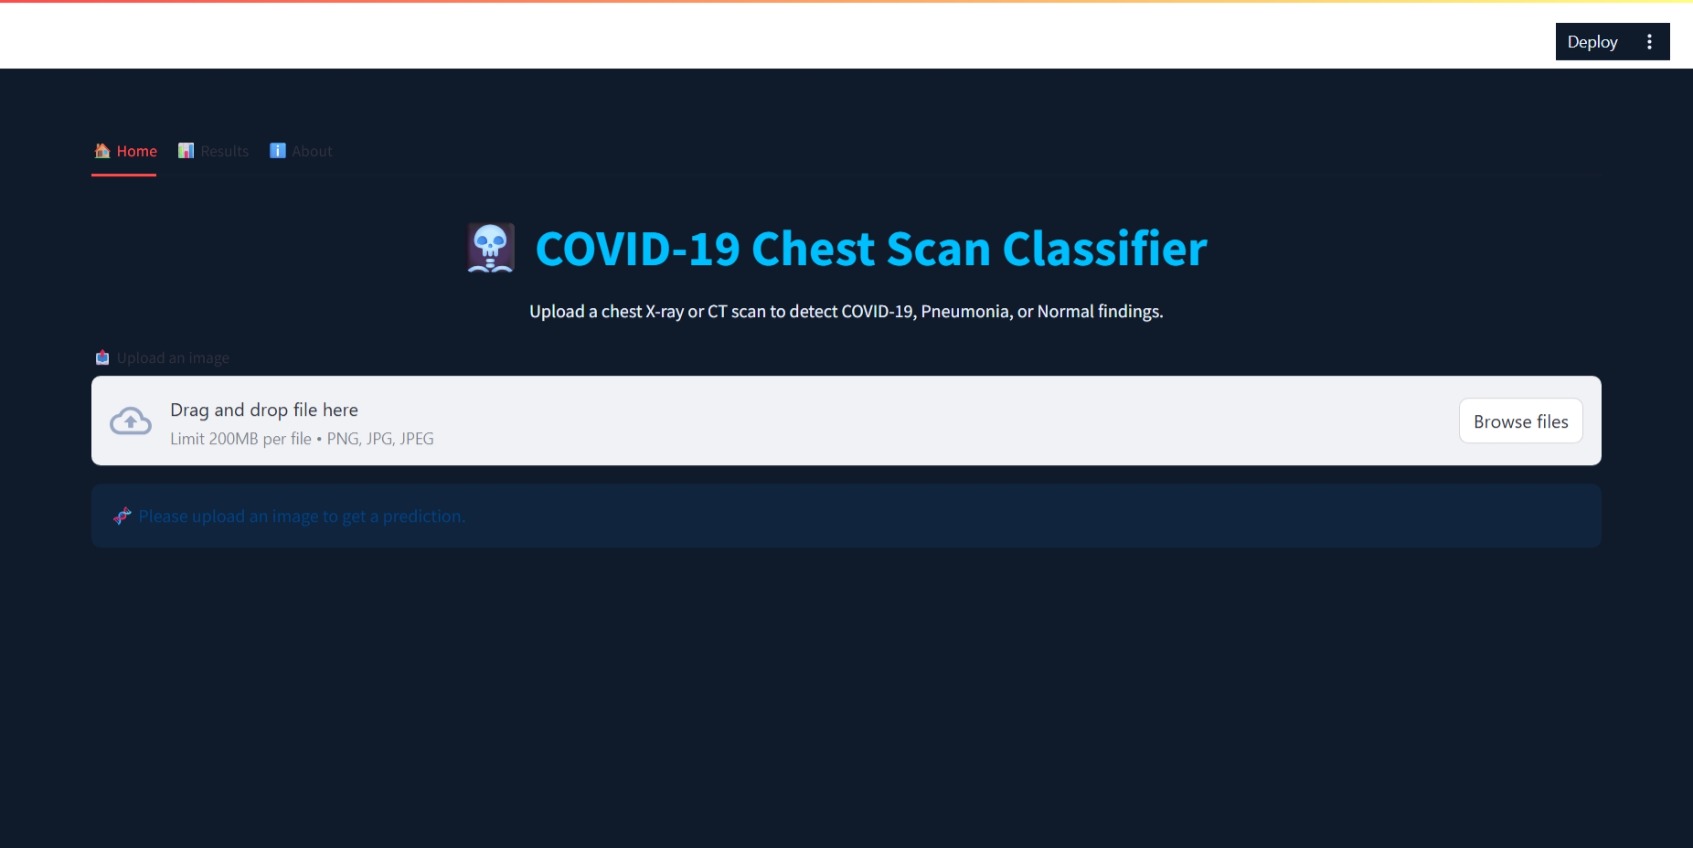 Deploy
Home Results About
COVID-19 Chest Scan Classifier
Upload a chest X-ray or CT scan to detect COVID-19, Pneumonia, or Normal findings.
Upload an image
Drag and drop file here
Limit 200MB per file • PNG, JPG, JPEG
Browse files
Please upload an image to get a prediction.